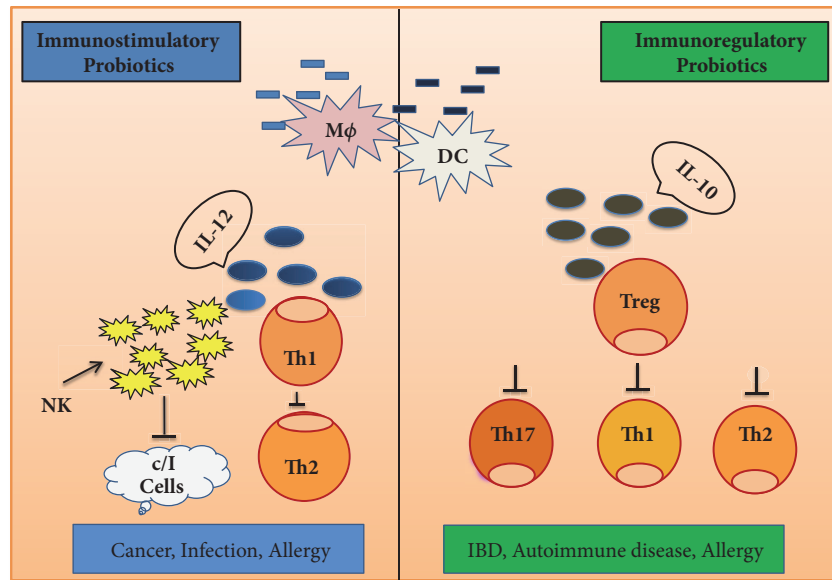 Immunostimulatory
Probiotics
Immunoregulatory
Probiotics
Mϕ
DC
IL-12
IL-10
Treg
Th1
NK
Th17
Th1
Th2
Th2
c/I
Cells
Cancer, Infection, Allergy
IBD, Autoimmune disease, Allergy